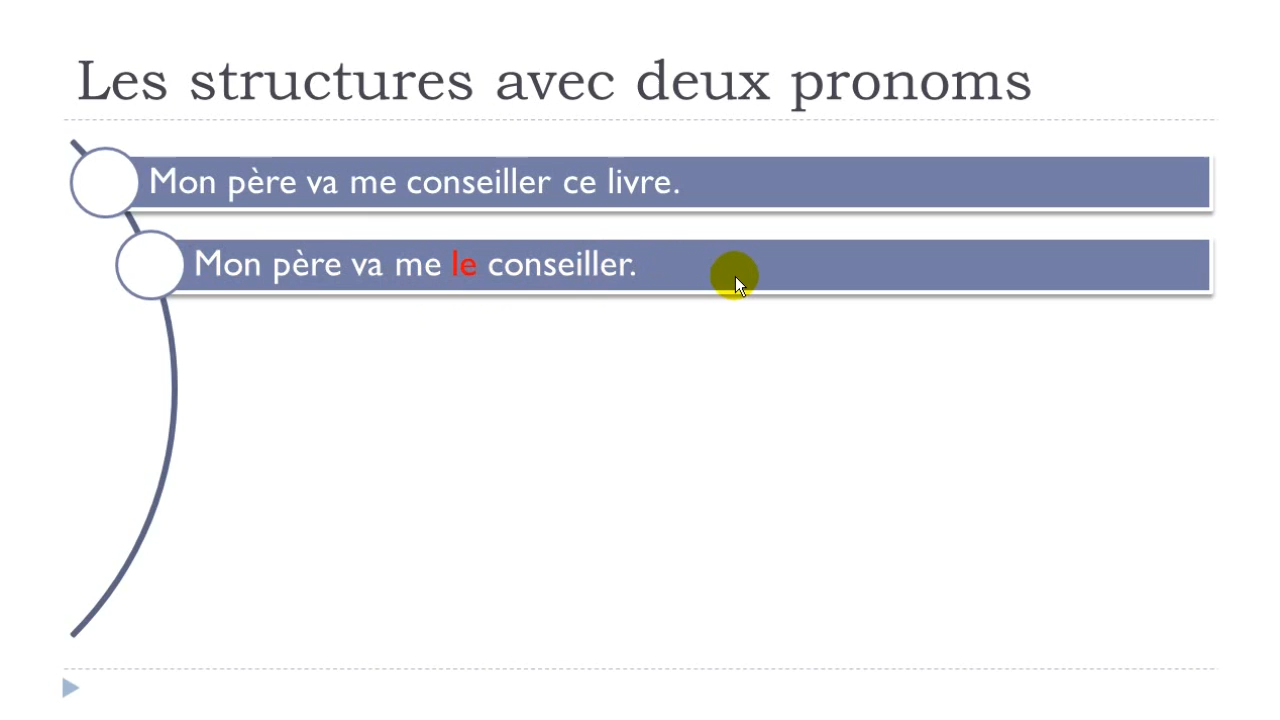 Les structures avec deux pronoms
Mon père va me conseiller ce livre.
Mon père va me le conseiller.